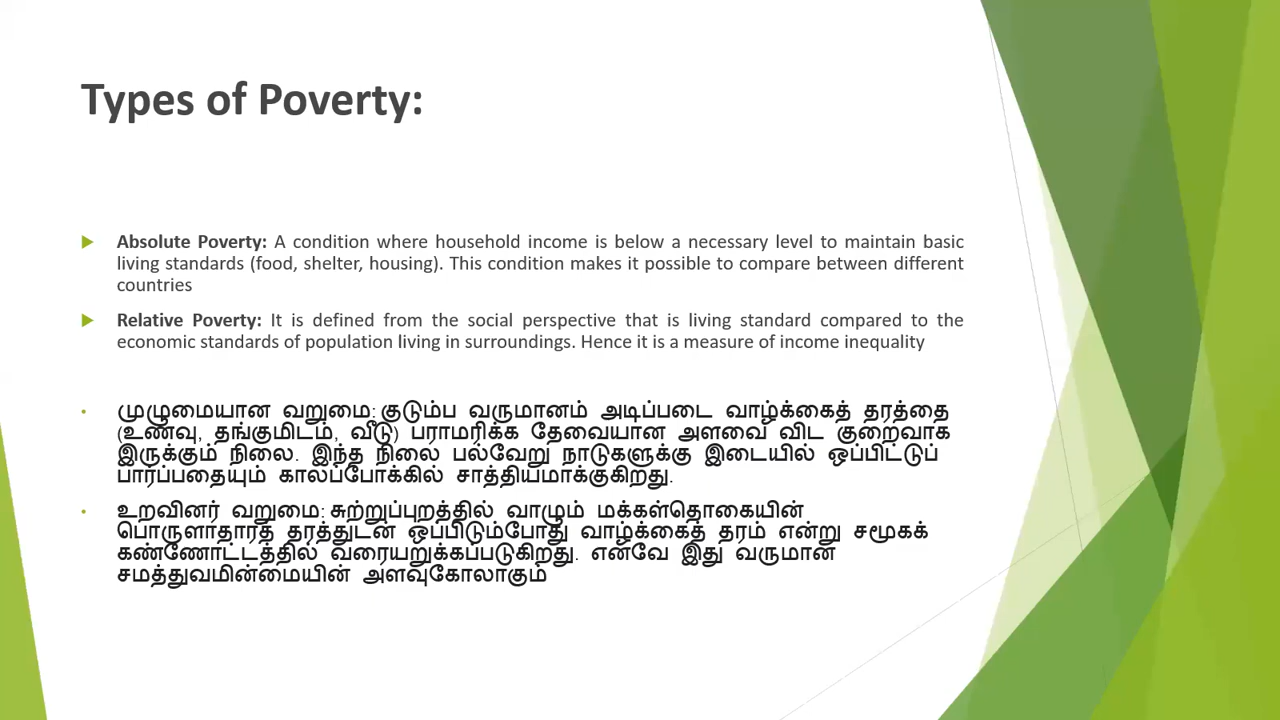 Types of Poverty:
Absolute Poverty: A condition where household income is below a necessary level to maintain basic
living standards (food, shelter, housing). This condition makes it possible to compare between different
countries
Relative Poverty: It is defined from the social perspective that is living standard compared to the
economic standards of population living in surroundings. Hence it is a measure of income inequality
முழுமையான வறுமை: குடும்ப வருமானம் அடிப்படை வாழ்க்கைத் தரத்தை
(உணவு, தங்குமிடம், வீடு) பராமரிக்க தேவையான அளவை விட குறைவாக
இருக்கும் நிலை. இந்த நிலை பல்வேறு நாடுகளுக்கு இடையில் ஒப்பிட்டுப்
பார்ப்பதையும் காலப்போக்கில் சாத்தியமாக்குகிறது.
உறவினர் வறுமை: சுற்றுப்புறத்தில் வாழும் மக்கள்தொகையின்
பொருளாதாரத் தரத்துடன் ஒப்பிடும்போது வாழ்க்கைத் தரம் என்று சமூகக்
கண்ணோட்டத்தில் வரையறுக்கப்படுகிறது. எனவே இது வருமான
சமத்துவமின்மையின் அளவுகோலாகும்